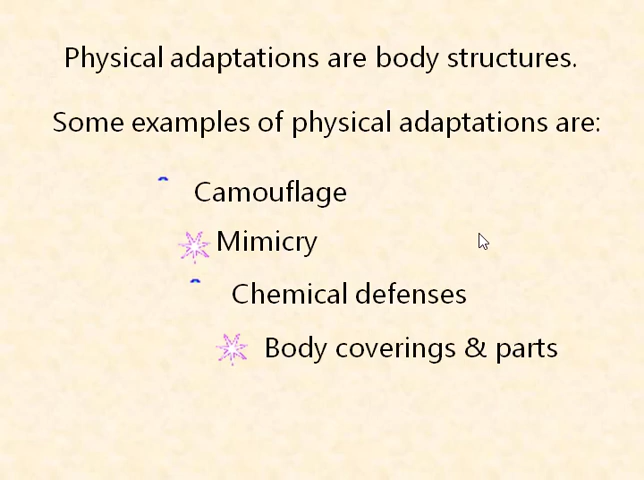 Physical adaptations are body structures.
Some examples of physical adaptations are:
Camouflage
Mimicry
Chemical defenses
Body coverings & parts